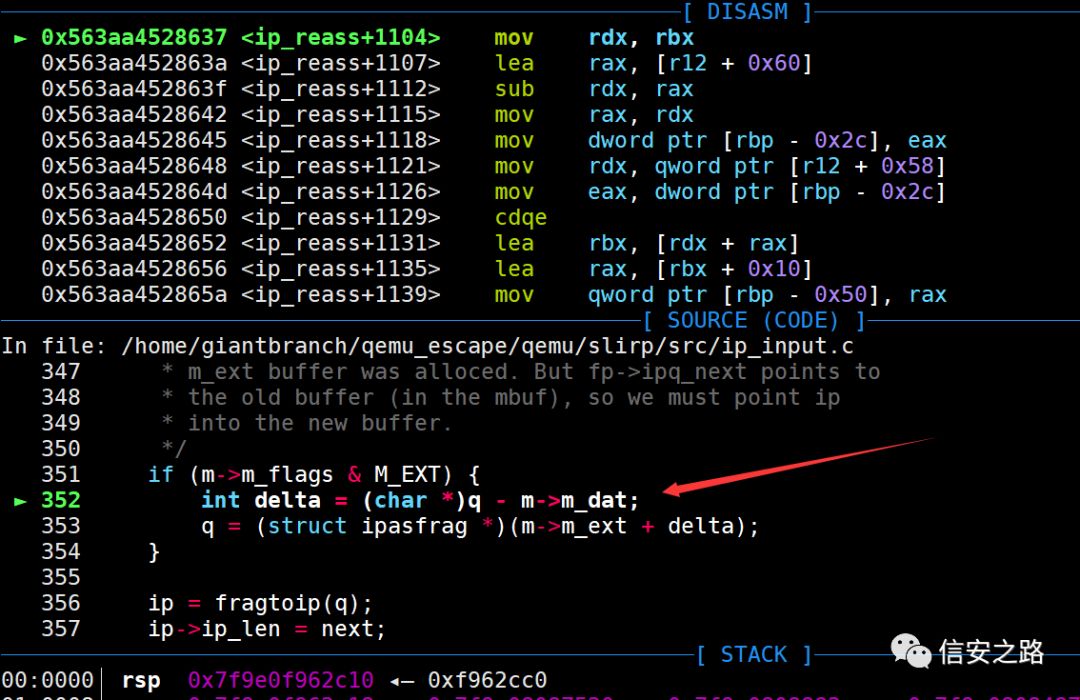 [ DISASM ]
► 0x563aa4528637 <ip_reass+1104> mov rdx, rbx
0x563aa452863a <ip_reass+1107> lea rax, [r12 + 0x60]
0x563aa452863f <ip_reass+1112> sub rdx, rax
0x563aa4528642 <ip_reass+1115> mov rax, rdx
0x563aa4528645 <ip_reass+1118> mov dword ptr [rbp - 0x2c], eax
0x563aa4528648 <ip_reass+1121> mov rdx, qword ptr [r12 + 0x58]
0x563aa452864d <ip_reass+1126> mov eax, dword ptr [rbp - 0x2c]
0x563aa4528650 <ip_reass+1129> cdqe
0x563aa4528652 <ip_reass+1131> lea rbx, [rdx + rax]
0x563aa4528656 <ip_reass+1135> lea rax, [rbx + 0x10]
0x563aa452865a <ip_reass+1139> mov qword ptr [rbp - 0x50], rax
[ SOURCE (CODE) ]
In file: /home/giantbranch/qemu_escape/qemu/slirp/src/ip_input.c
347 * m_ext buffer was alloced. But fp->ipq_next points to
348 * the old buffer (in the mbuf), so we must point ip
349 * into the new buffer.
350 */
351 if (m->m_flags & M_EXT) {
► 352 int delta = (char *)q - m->m_dat;
353 q = (struct ipasfrag *)(m->m_ext + delta);
354 }
355
356 ip = fragtoip(q);
357 ip->ip_len = next;
[ STACK ]
信安之路
00:0000│ rsp 0x7f9e0f962c10 ◂— 0xf962cc0